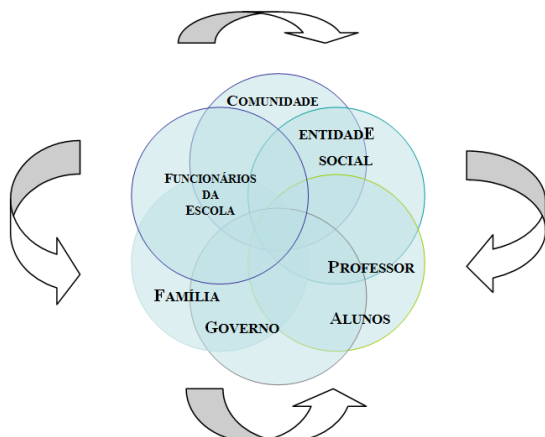 COMUNIDADE
ENTIDADE
SOCIAL
FUNCIONÁRIOS
DA
ESCOLA
PROFESSOR
FAMÍLIA
ALUNOS
GOVERNO